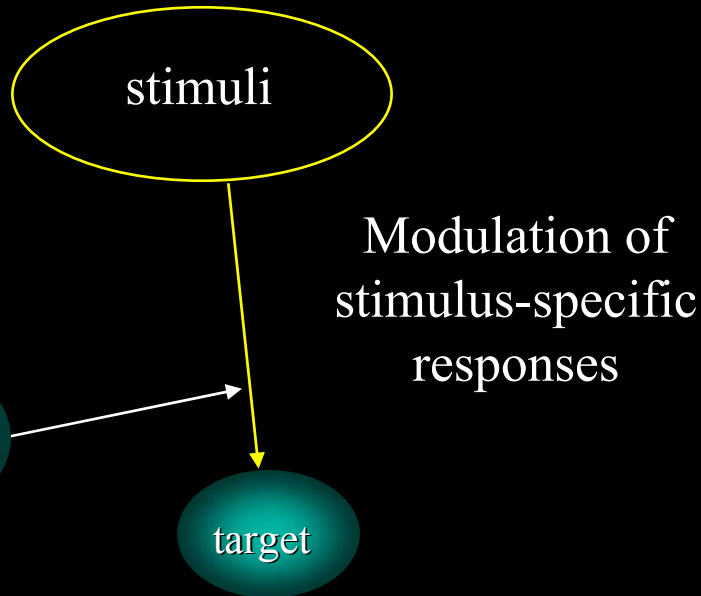 stimuli
Modulation of
stimulus-specific
responses
target